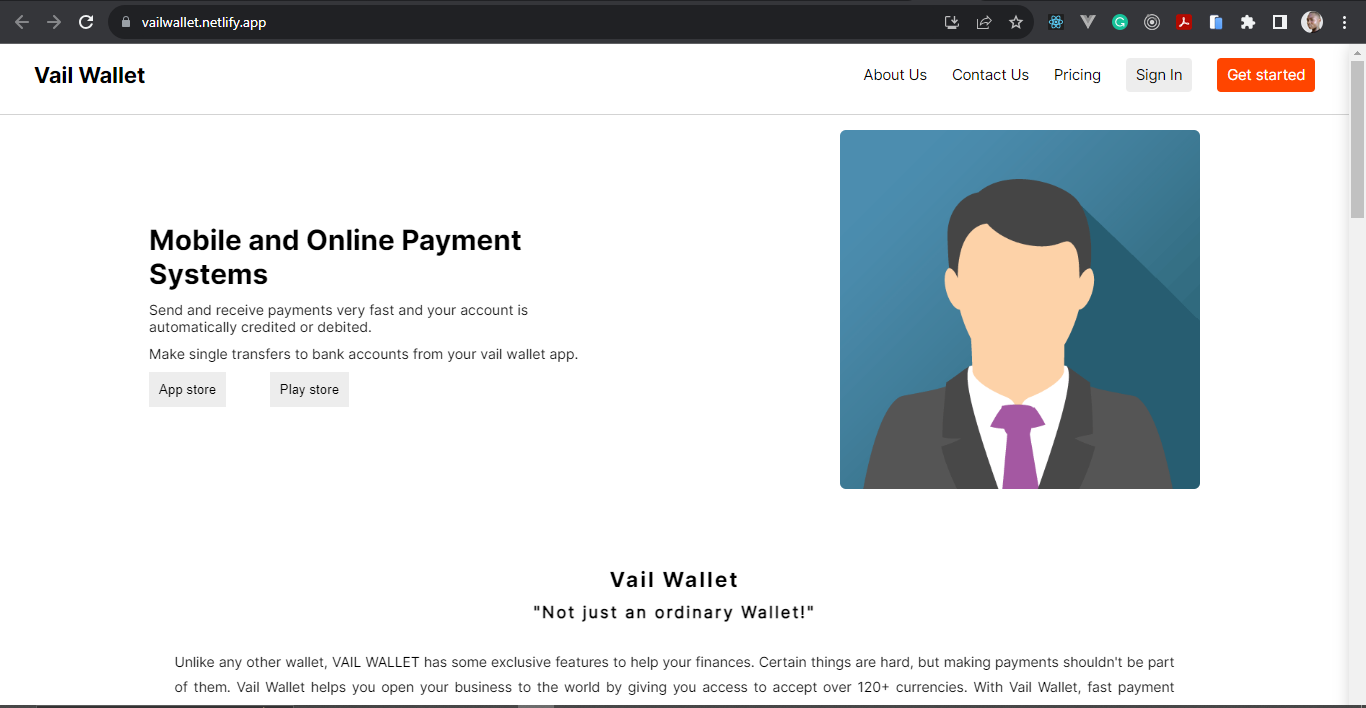 vailwallet.netlify.app
Vail Wallet
About Us
Contact Us
Pricing
Sign In
Get started
Mobile and Online Payment
Systems
Send and receive payments very fast and your account is
automatically credited or debited.
Make single transfers to bank accounts from your vail wallet app.
App store
Play store
Vail Wallet
"Not just an ordinary Wallet!"
Unlike any other wallet, VAIL WALLET has some exclusive features to help your finances. Certain things are hard, but making payments shouldn't be part
of them. Vail Wallet helps you open your business to the world by giving you access to accept over 120+ currencies. With Vail Wallet, fast payment